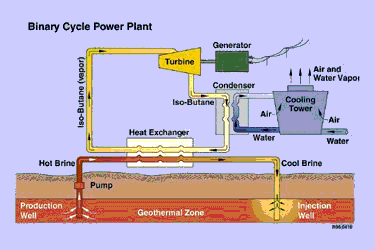 Binary Cycle Power Plant
Generator
Turbine
Air and
Water Vapor
Condenser
Iso-Butane (vapor)
Iso-Butane
Cooling
Tower
Air
Air
Water
Water
Heat Exchanger
Hot Brine
Cool Brine
Pump
Production
Well
Geothermal Zone
Injection
Well